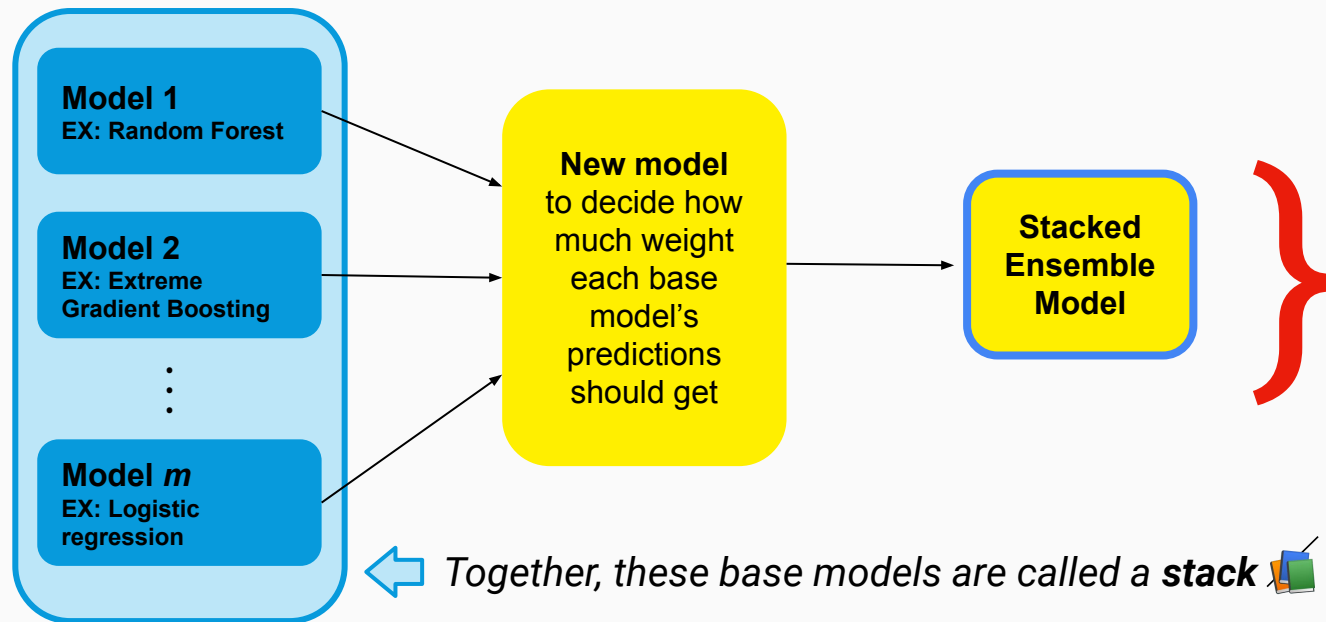 Model 1
EX: Random Forest
Model 2
EX: Extreme
Gradient Boosting
Model m
EX: Logistic
regression
New model
to decide how
much weight
each base
model’s
predictions
should get
Stacked
Ensemble
Model
}
Together, these base models are called a stack